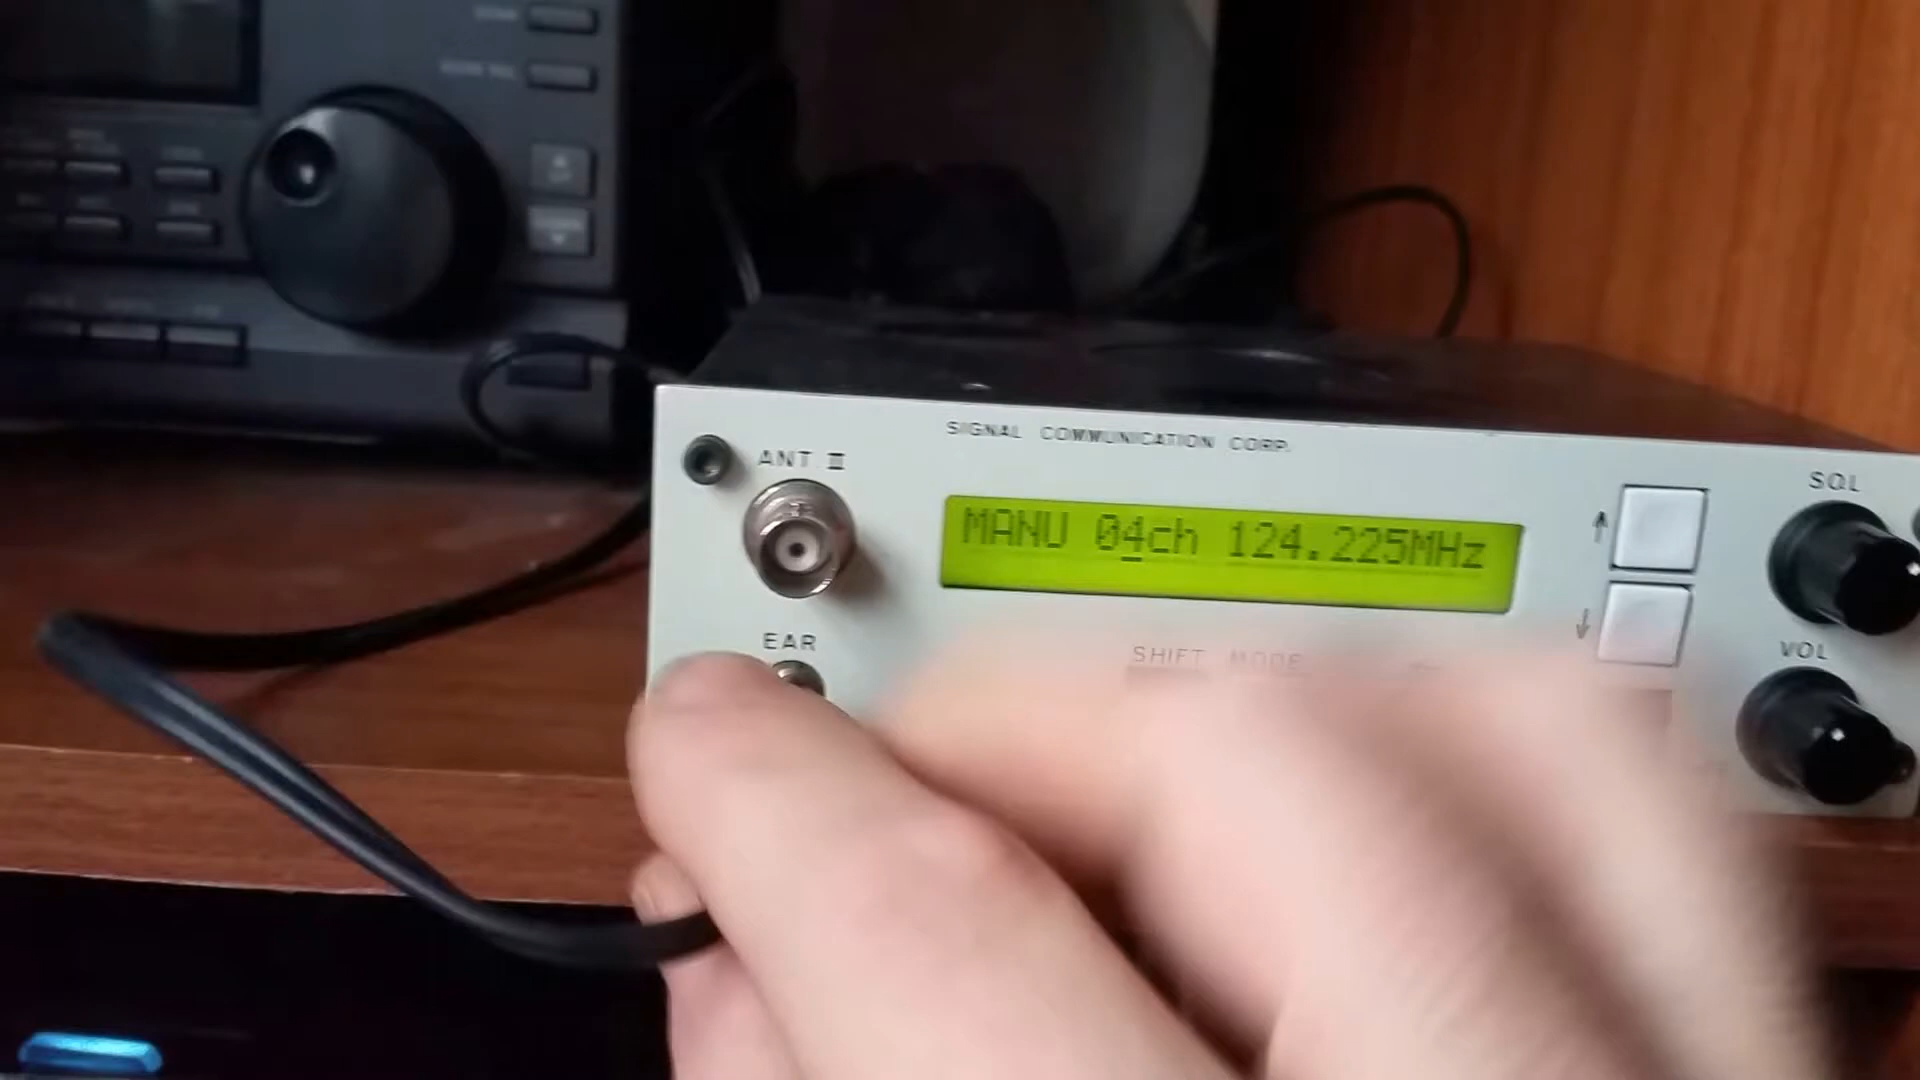 SIGNAL COMMUNICATION CORP.
ANT II
MANU 04ch 124.225MHz
↑
SQL
EAR
↓
SHIFT MODE ←
VOL